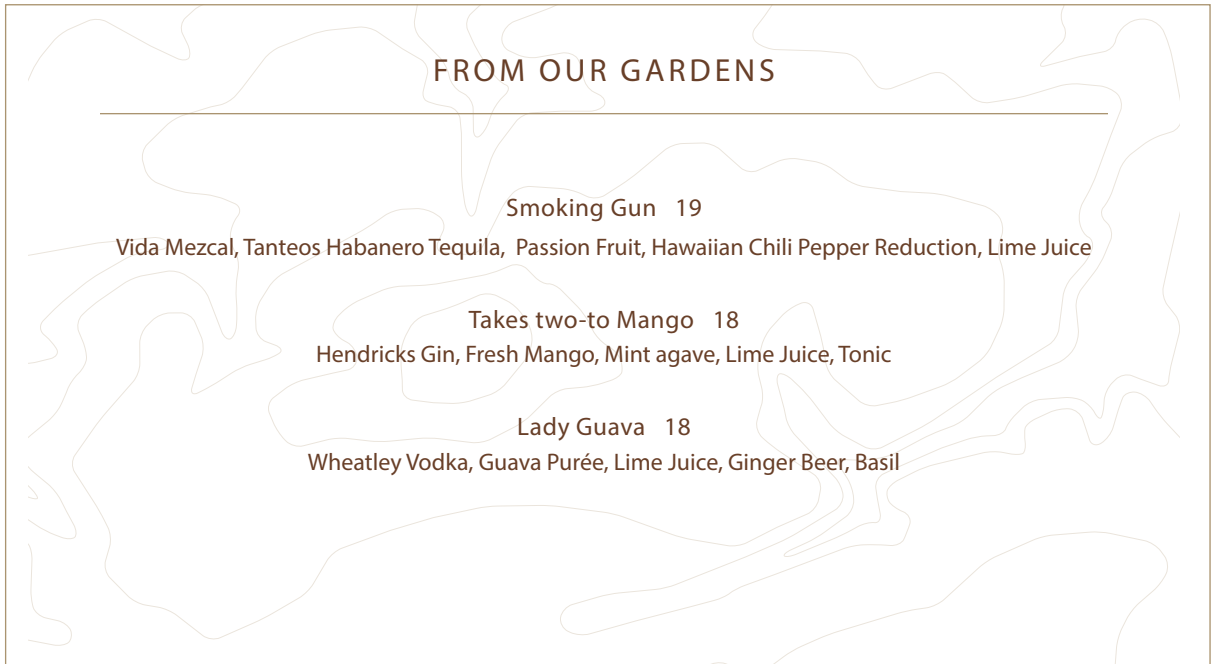 FROM OUR GARDENS
Smoking Gun 19
Vida Mezcal, Tanteos Habanero Tequila, Passion Fruit, Hawaiian Chili Pepper Reduction, Lime Juice
Takes two-to Mango 18
Hendricks Gin, Fresh Mango, Mint agave, Lime Juice, Tonic
Lady Guava 18
Wheatley Vodka, Guava Purée, Lime Juice, Ginger Beer, Basil